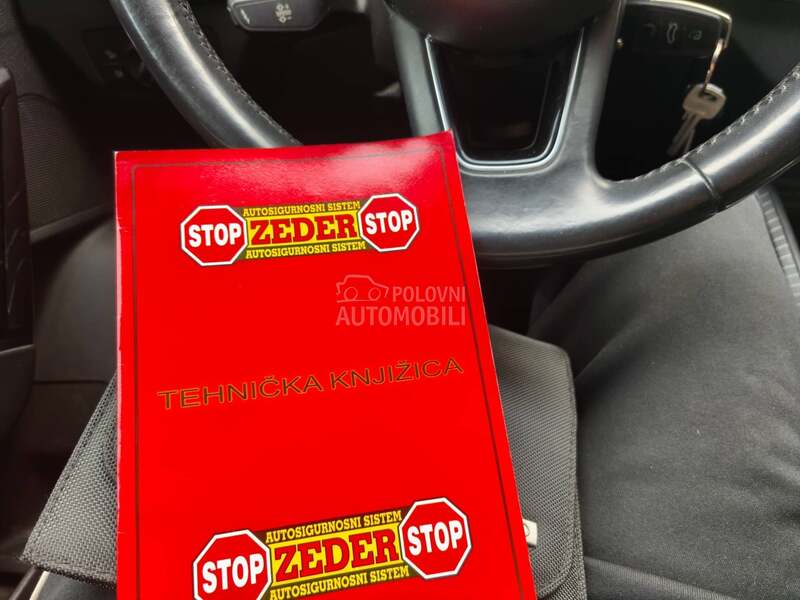 AUTOSIGURNOSNI SISTEM
STOP ZEDER STOP
AUTOSIGURNOSNI SISTEM
POLOVNI
AUTOMOBILI
TEHNIČKA KNJIŽICA
AUTOSIGURNOSNI SISTEM
STOP ZEDER STOP
AUTOSIGURNOSNI SISTEM